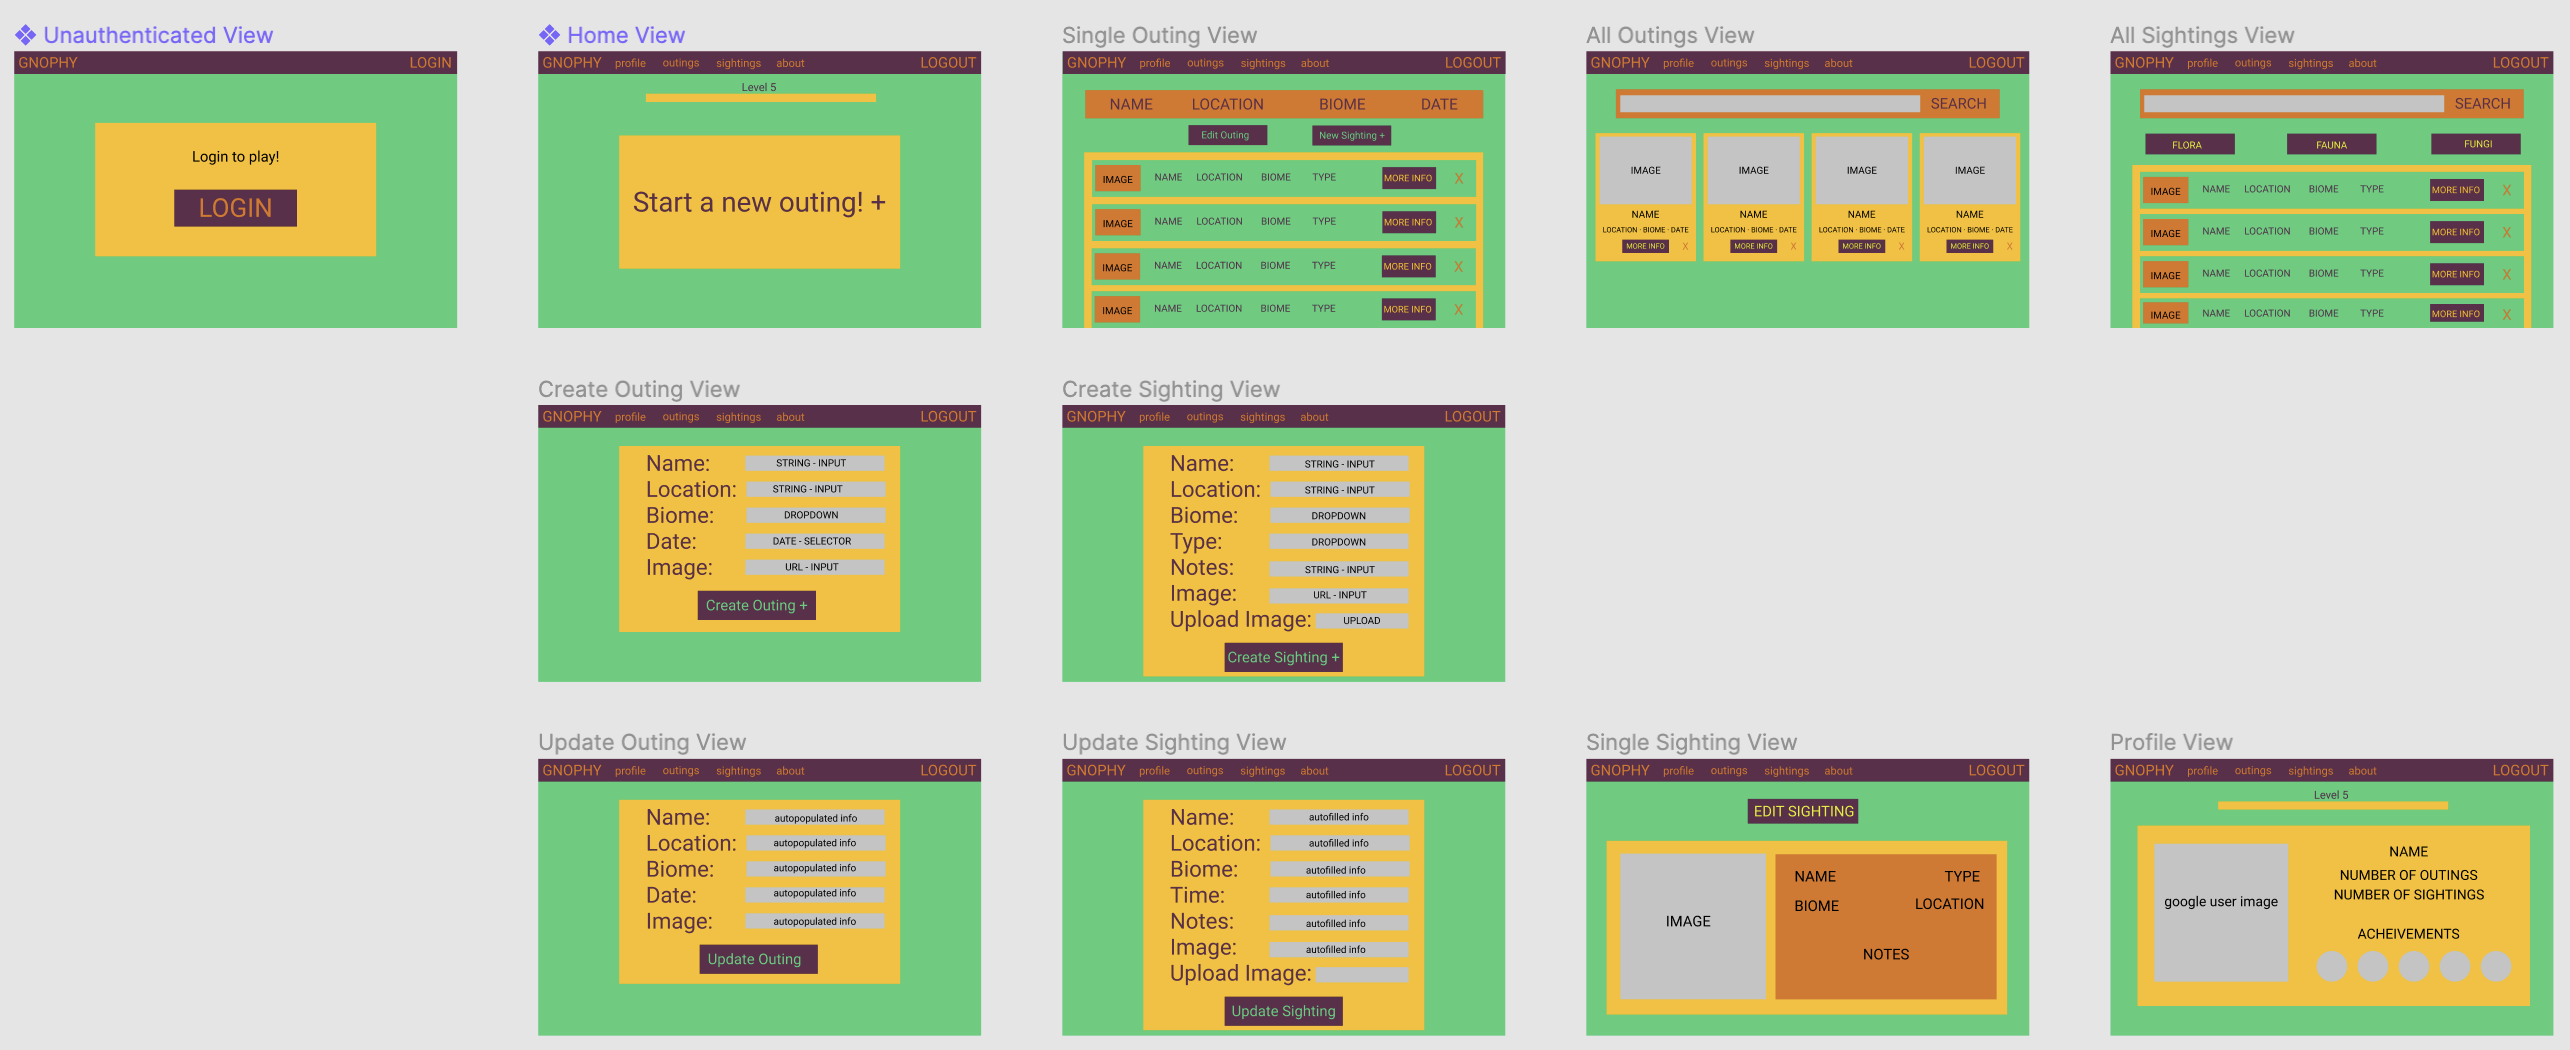 Unauthenticated View
GNOPHY LOGIN
Login to play!
LOGIN
Home View
GNOPHY profile outings sightings about LOGOUT
Level 5
Start a new outing! +
Single Outing View
GNOPHY profile outings sightings about LOGOUT
NAME LOCATION BIOME DATE
Edit Outing New Sighting +
IMAGE NAME LOCATION BIOME TYPE MORE INFO X
IMAGE NAME LOCATION BIOME TYPE MORE INFO X
IMAGE NAME LOCATION BIOME TYPE MORE INFO X
IMAGE NAME LOCATION BIOME TYPE MORE INFO X
All Outings View
GNOPHY profile outings sightings about LOGOUT
SEARCH
IMAGE IMAGE IMAGE IMAGE
NAME NAME NAME NAME
LOCATION · BIOME · DATE LOCATION · BIOME · DATE LOCATION · BIOME · DATE LOCATION · BIOME · DATE
MORE INFO X MORE INFO X MORE INFO X MORE INFO X
All Sightings View
GNOPHY profile outings sightings about LOGOUT
SEARCH
FLORA FAUNA FUNGI
IMAGE NAME LOCATION BIOME TYPE MORE INFO X
IMAGE NAME LOCATION BIOME TYPE MORE INFO X
IMAGE NAME LOCATION BIOME TYPE MORE INFO X
IMAGE NAME LOCATION BIOME TYPE MORE INFO X
Create Outing View
GNOPHY profile outings sightings about LOGOUT
Name: STRING - INPUT
Location: STRING - INPUT
Biome: DROPDOWN
Date: DATE - SELECTOR
Image: URL - INPUT
Create Outing +
Create Sighting View
GNOPHY profile outings sightings about LOGOUT
Name: STRING - INPUT
Location: STRING - INPUT
Biome: DROPDOWN
Type: DROPDOWN
Notes: STRING - INPUT
Image: URL - INPUT
Upload Image: UPLOAD
Create Sighting +
Update Outing View
GNOPHY profile outings sightings about LOGOUT
Name: autopopulated info
Location: autopopulated info
Biome: autopopulated info
Date: autopopulated info
Image: autopopulated info
Update Outing
Update Sighting View
GNOPHY profile outings sightings about LOGOUT
Name: autofilled info
Location: autofilled info
Biome: autofilled info
Time: autofilled info
Notes: autofilled info
Image: autofilled info
Upload Image:
Update Sighting
Single Sighting View
GNOPHY profile outings sightings about LOGOUT
EDIT SIGHTING
IMAGE
NAME TYPE
BIOME LOCATION
NOTES
Profile View
GNOPHY profile outings sightings about LOGOUT
Level 5
google user image
NAME
NUMBER OF OUTINGS
NUMBER OF SIGHTINGS
ACHEIVEMENTS